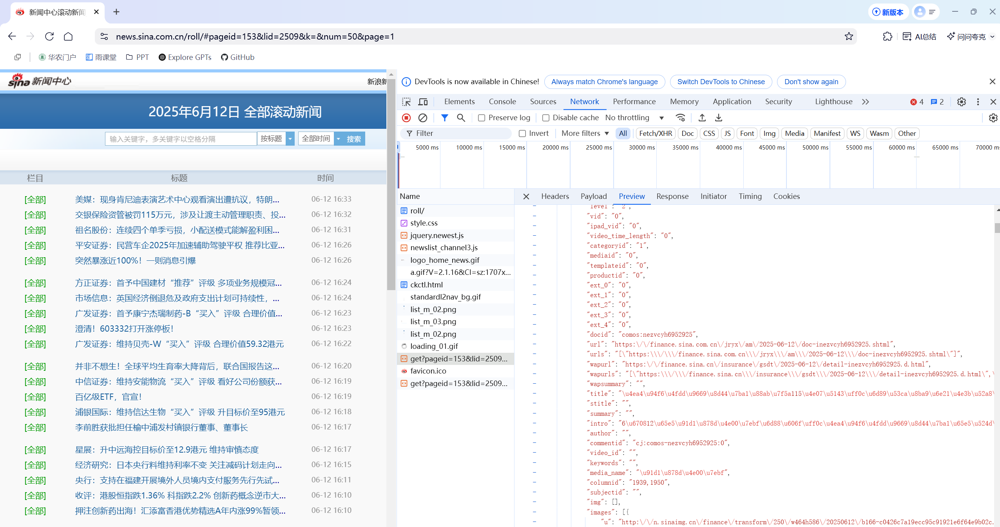 新闻中心滚动新闻
新版本
news.sina.com.cn/roll/#pageid=153&lid=2509&k=&num=50&page=1
AI总结
问问夸克
华农门户
雨课堂
PPT
Explore GPTs
GitHub
sina 新闻中心
新浪新
2025年6月12日 全部滚动新闻
输入关键字，多关键字以空格分隔
按标题
全部时间
搜索
栏目 标题 时间
[全部] 美媒：现身肯尼迪表演艺术中心观看演出遭抗议，特朗... 06-12 16:33
[全部] 交银保险资管被罚115万元，涉及让渡主动管理职责、投... 06-12 16:32
[全部] 祖名股份：连续四个单季亏损，小配送模式能解盈利困... 06-12 16:31
[全部] 平安证券：民营车企2025年加速辅助驾驶平权 推荐比亚... 06-12 16:26
[全部] 突然暴涨近100%！一则消息引爆 06-12 16:26
[全部] 方正证券：首予中国建材“推荐”评级 多项业务规模冠... 06-12 16:24
[全部] 市场信息：英国经济倒退危及政府支出计划可持续性，... 06-12 16:24
[全部] 广发证券：首予康宁杰瑞制药-B“买入”评级 合理价值... 06-12 16:23
[全部] 澄清！603332打开涨停板！ 06-12 16:23
[全部] 广发证券：维持贝壳-W“买入”评级 合理价值59.32港元 06-12 16:22
[全部] 并非不想生！全球平均生育率大降背后，联合国报告这... 06-12 16:20
[全部] 中信证券：维持安能物流“买入”评级 看好公司份额获... 06-12 16:19
[全部] 百亿级ETF，官宣！ 06-12 16:19
[全部] 浦银国际：维持信达生物“买入”评级 升目标价至95港元 06-12 16:18
[全部] 李前胜获批担任榆中浦发村镇银行董事、董事长 06-12 16:17
[全部] 星展：升中远海控目标价至12.9港元 维持审慎态度 06-12 16:17
[全部] 经济研究：日本央行料维持利率不变 关注减码计划走向... 06-12 16:15
[全部] 央行：支持在福建开展境外人员境内支付服务先行先试... 06-12 16:11
[全部] 收评：港股恒指跌1.36% 科指跌2.2% 创新药概念逆市大... 06-12 16:10
[全部] 押注创新药出海！汇添富香港优势精选A年内涨99%暂领... 06-12 16:10
DevTools is now available in Chinese!
Always match Chrome's language
Switch DevTools to Chinese
Don't show again
Elements Console Sources Network Performance Memory Application Security Lighthouse
4 2
Preserve log Disable cache No throttling
Filter Invert More filters All Fetch/XHR Doc CSS JS Font Img Media Manifest WS Wasm Other
5000 ms 10000 ms 15000 ms 20000 ms 25000 ms 30000 ms 35000 ms 40000 ms 45000 ms 50000 ms 55000 ms 60000 ms 65000 ms 70000 ms
Name
roll/
style.css
jquery.newest.js
newslist_channel3.js
logo_home_news.gif
a.gif?V=2.1.16&CI=sz:1707x...
ckctl.html
standardl2nav_bg.gif
list_m_02.png
list_m_03.png
list_m_02.png
loading_01.gif
get?pageid=153&lid=2509...
favicon.ico
get?pageid=153&lid=2509...
Headers Payload Preview Response Initiator Timing Cookies
"level": "2",
"vid": "0",
"ipad_vid": "0",
"video_time_length": "0",
"categoryid": "1",
"mediaid": "0",
"templateid": "0",
"productid": "0",
"ext_0": "0",
"ext_1": "0",
"ext_2": "0",
"ext_3": "0",
"ext_4": "0",
"docid": "comos:nezvcyh6952925",
"url": "https:\/\/finance.sina.com.cn\/jryx\/am\/2025-06-12\/doc-inezvcyh6952925.shtml",
"urls": "[\"https:\\\/\\\/finance.sina.com.cn\\\/jryx\\\/am\\\/2025-06-12\\\/doc-inezvcyh6952925.shtml\"]",
"wapurl": "https:\/\/finance.sina.cn\/insurance\/gsdt\/2025-06-12\/detail-inezvcyh6952925.d.html",
"wapurls": "[\"https:\\\/\\\/finance.sina.cn\\\/insurance\\\/gsdt\\\/2025-06-12\\\/detail-inezvcyh6952925.d.html\",\
"wapsummary": "",
"title": "\u4ea4\u94f6\u4fdd\u9669\u8d44\u7ba1\u88ab\u7f5a115\u4e07\u5143\uff0c\u6d89\u53ca\u8ba9\u6e21\u4e3b\u52a8\
"stitle": "",
"summary": "",
"intro": "6\u670812\u65e5\u91d1\u878d\u4e00\u7ebf\u6d88\u606f\uff0c\u4ea4\u94f6\u4fdd\u9669\u8d44\u7ba1\u65e5\u524d\
"author": "",
"commentid": "cj:comos-nezvcyh6952925:0",
"video_id": "",
"keywords": "",
"media_name": "\u91d1\u878d\u4e00\u7ebf",
"columnid": "1939,1950",
"subjectid": "",
"img": [],
"images": [{
"u": "http:\/\/n.sinaimg.cn\/finance\/transform\/250\/w464h586\/20250612\/b166-c0426c7a19ecc95c91921e6f64e9b02c.